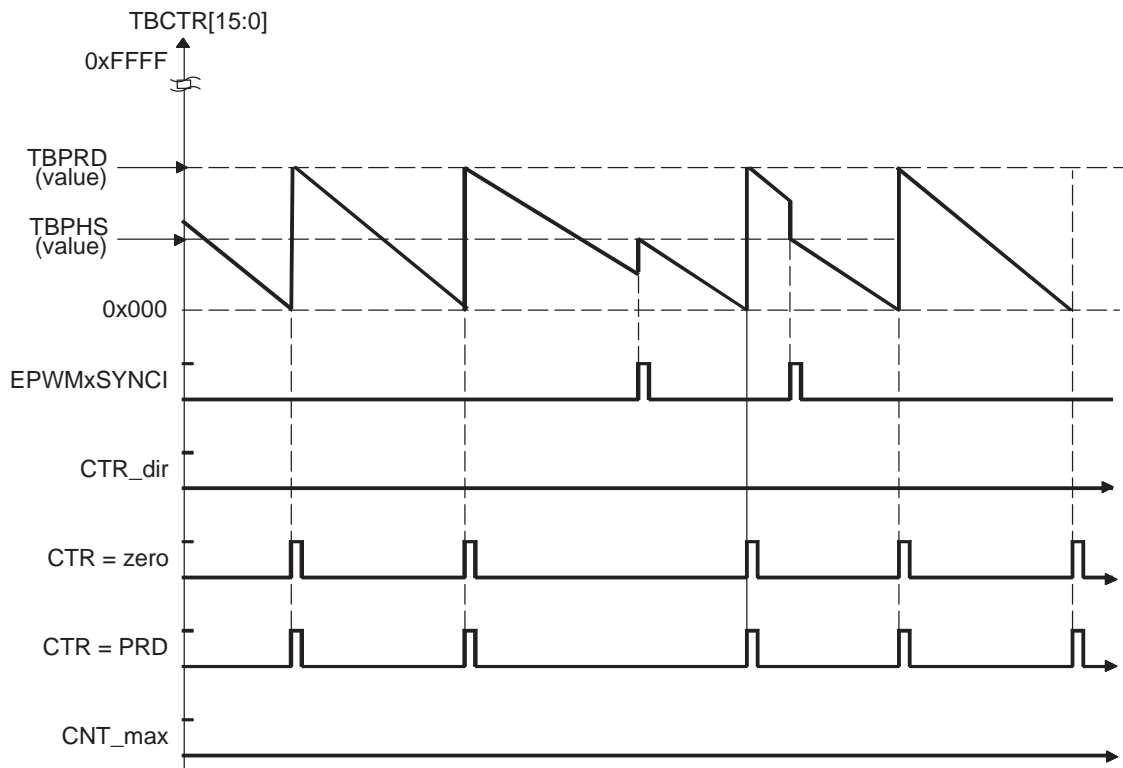 TBCTR[15:0]
0xFFFF
TBPRD
(value)
TBPHS
(value)
0x000
EPWMxSYNCI
CTR_dir
CTR = zero
CTR = PRD
CNT_max